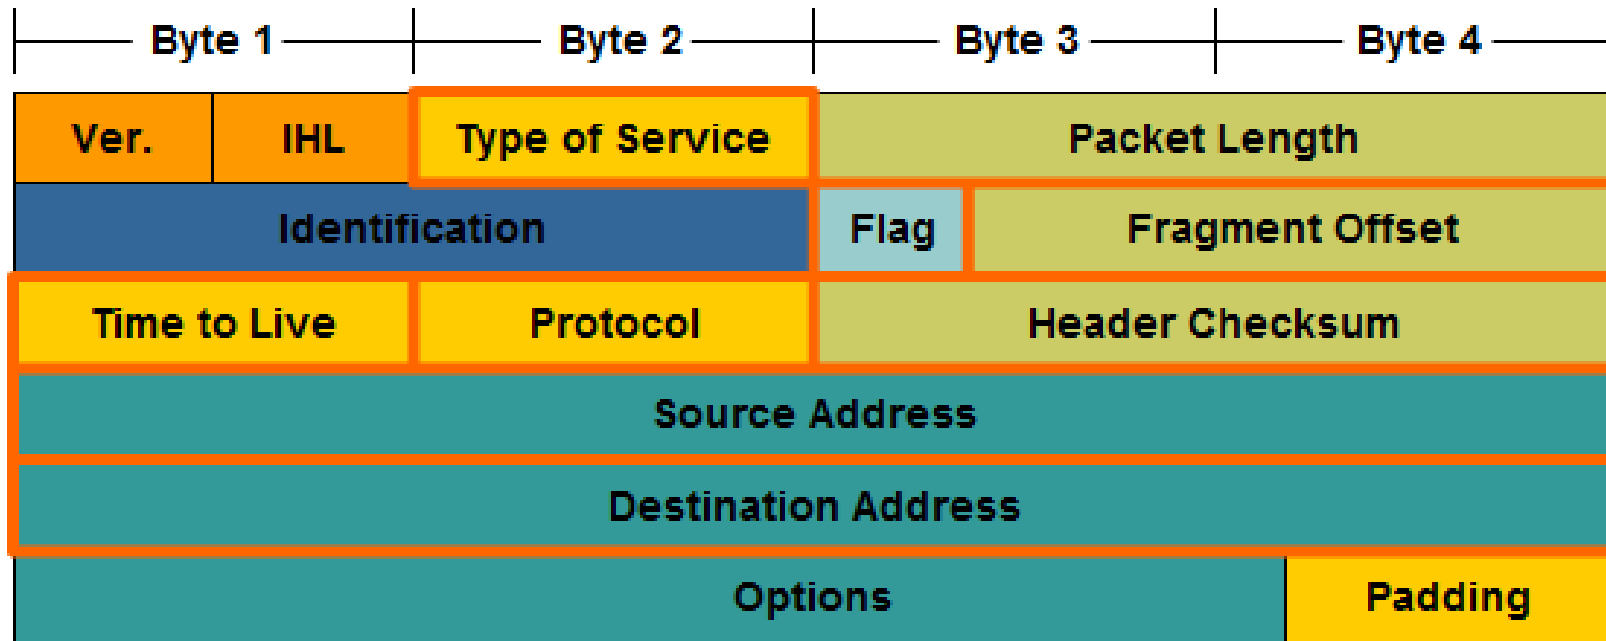 Byte 1 Byte 2 Byte 3 Byte 4
Ver. IHL Type of Service Packet Length
Identification Flag Fragment Offset
Time to Live Protocol Header Checksum
Source Address
Destination Address
Options Padding